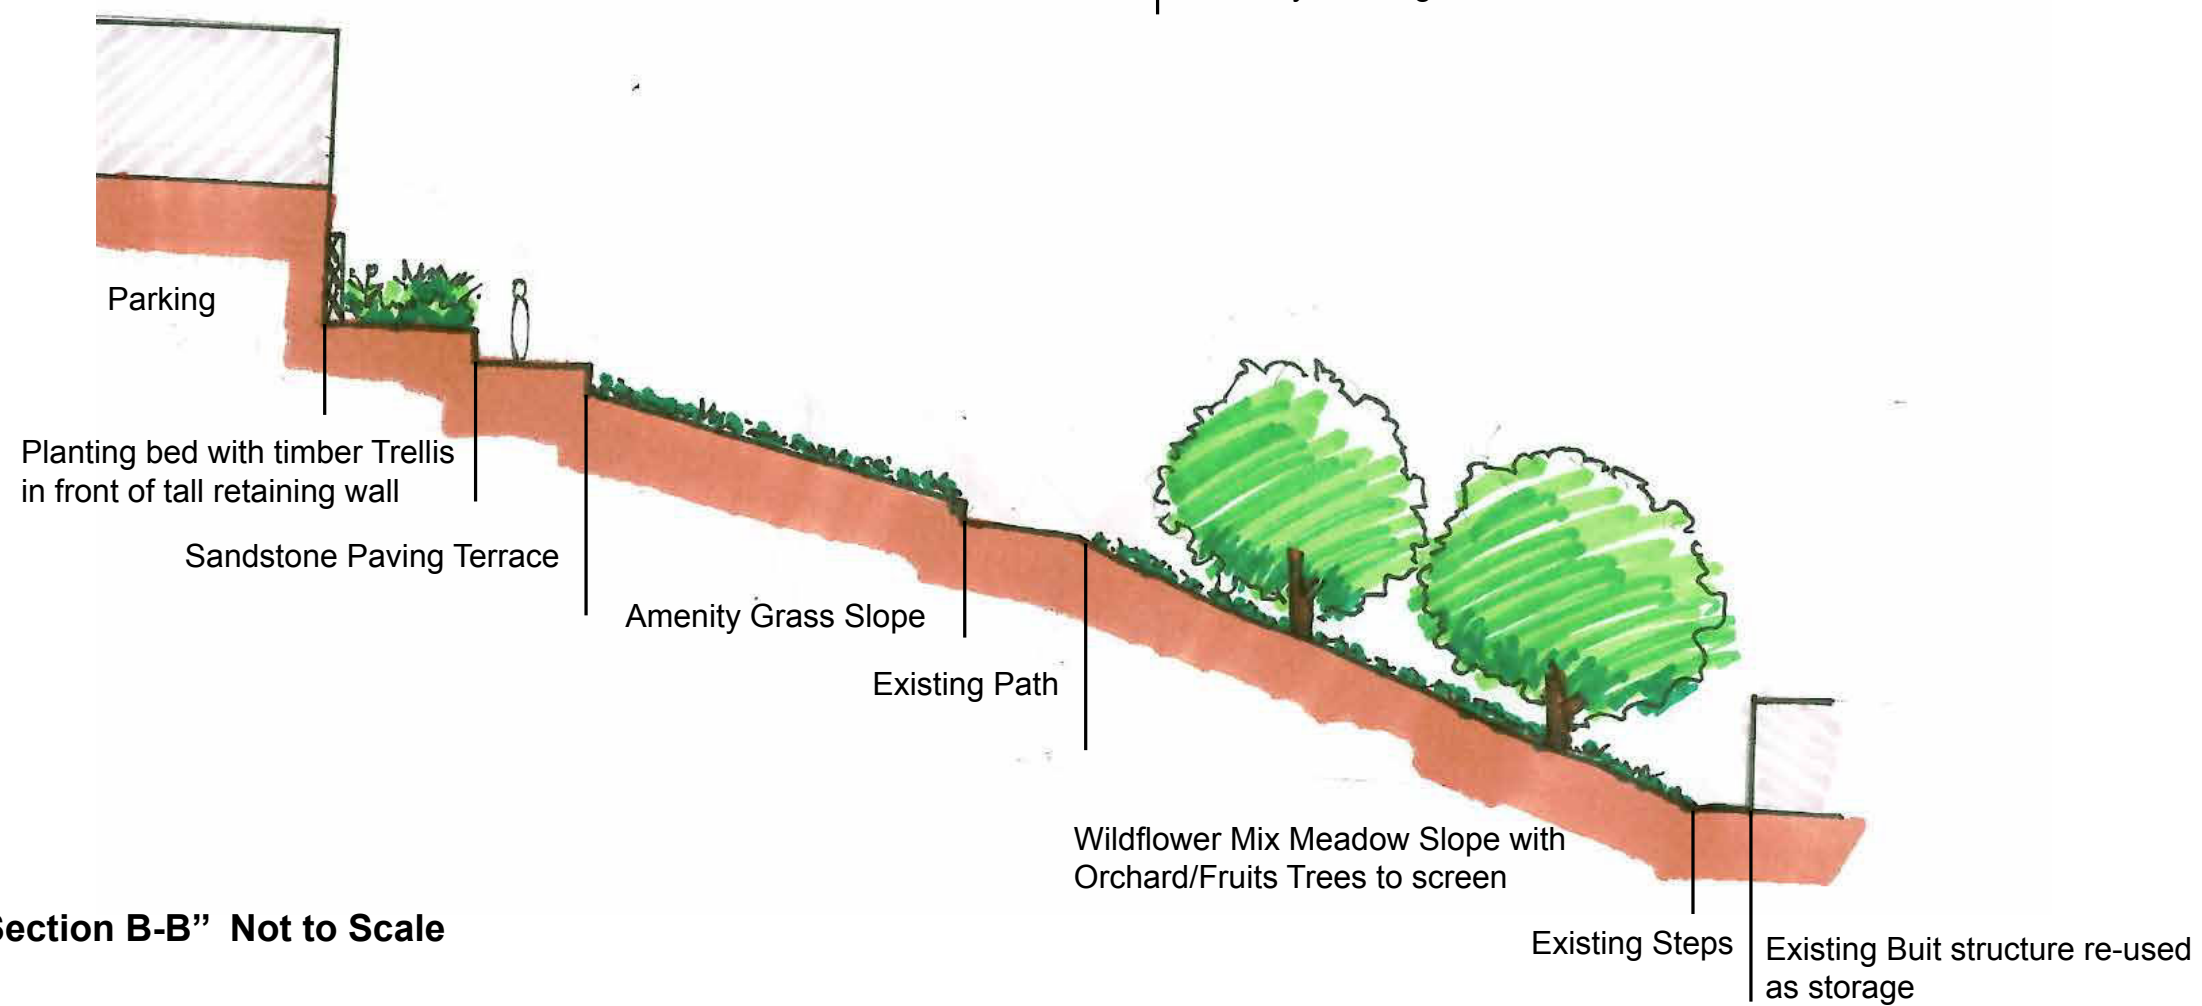 Parking
Planting bed with timber Trellis
in front of tall retaining wall
Sandstone Paving Terrace
Amenity Grass Slope
Existing Path
Wildflower Mix Meadow Slope with
Orchard/Fruits Trees to screen
Existing Steps
Existing Buit structure re-used
as storage
Section B-B” Not to Scale